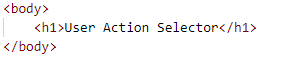 <body>
    <h1>User Action Selector</h1>
</body>